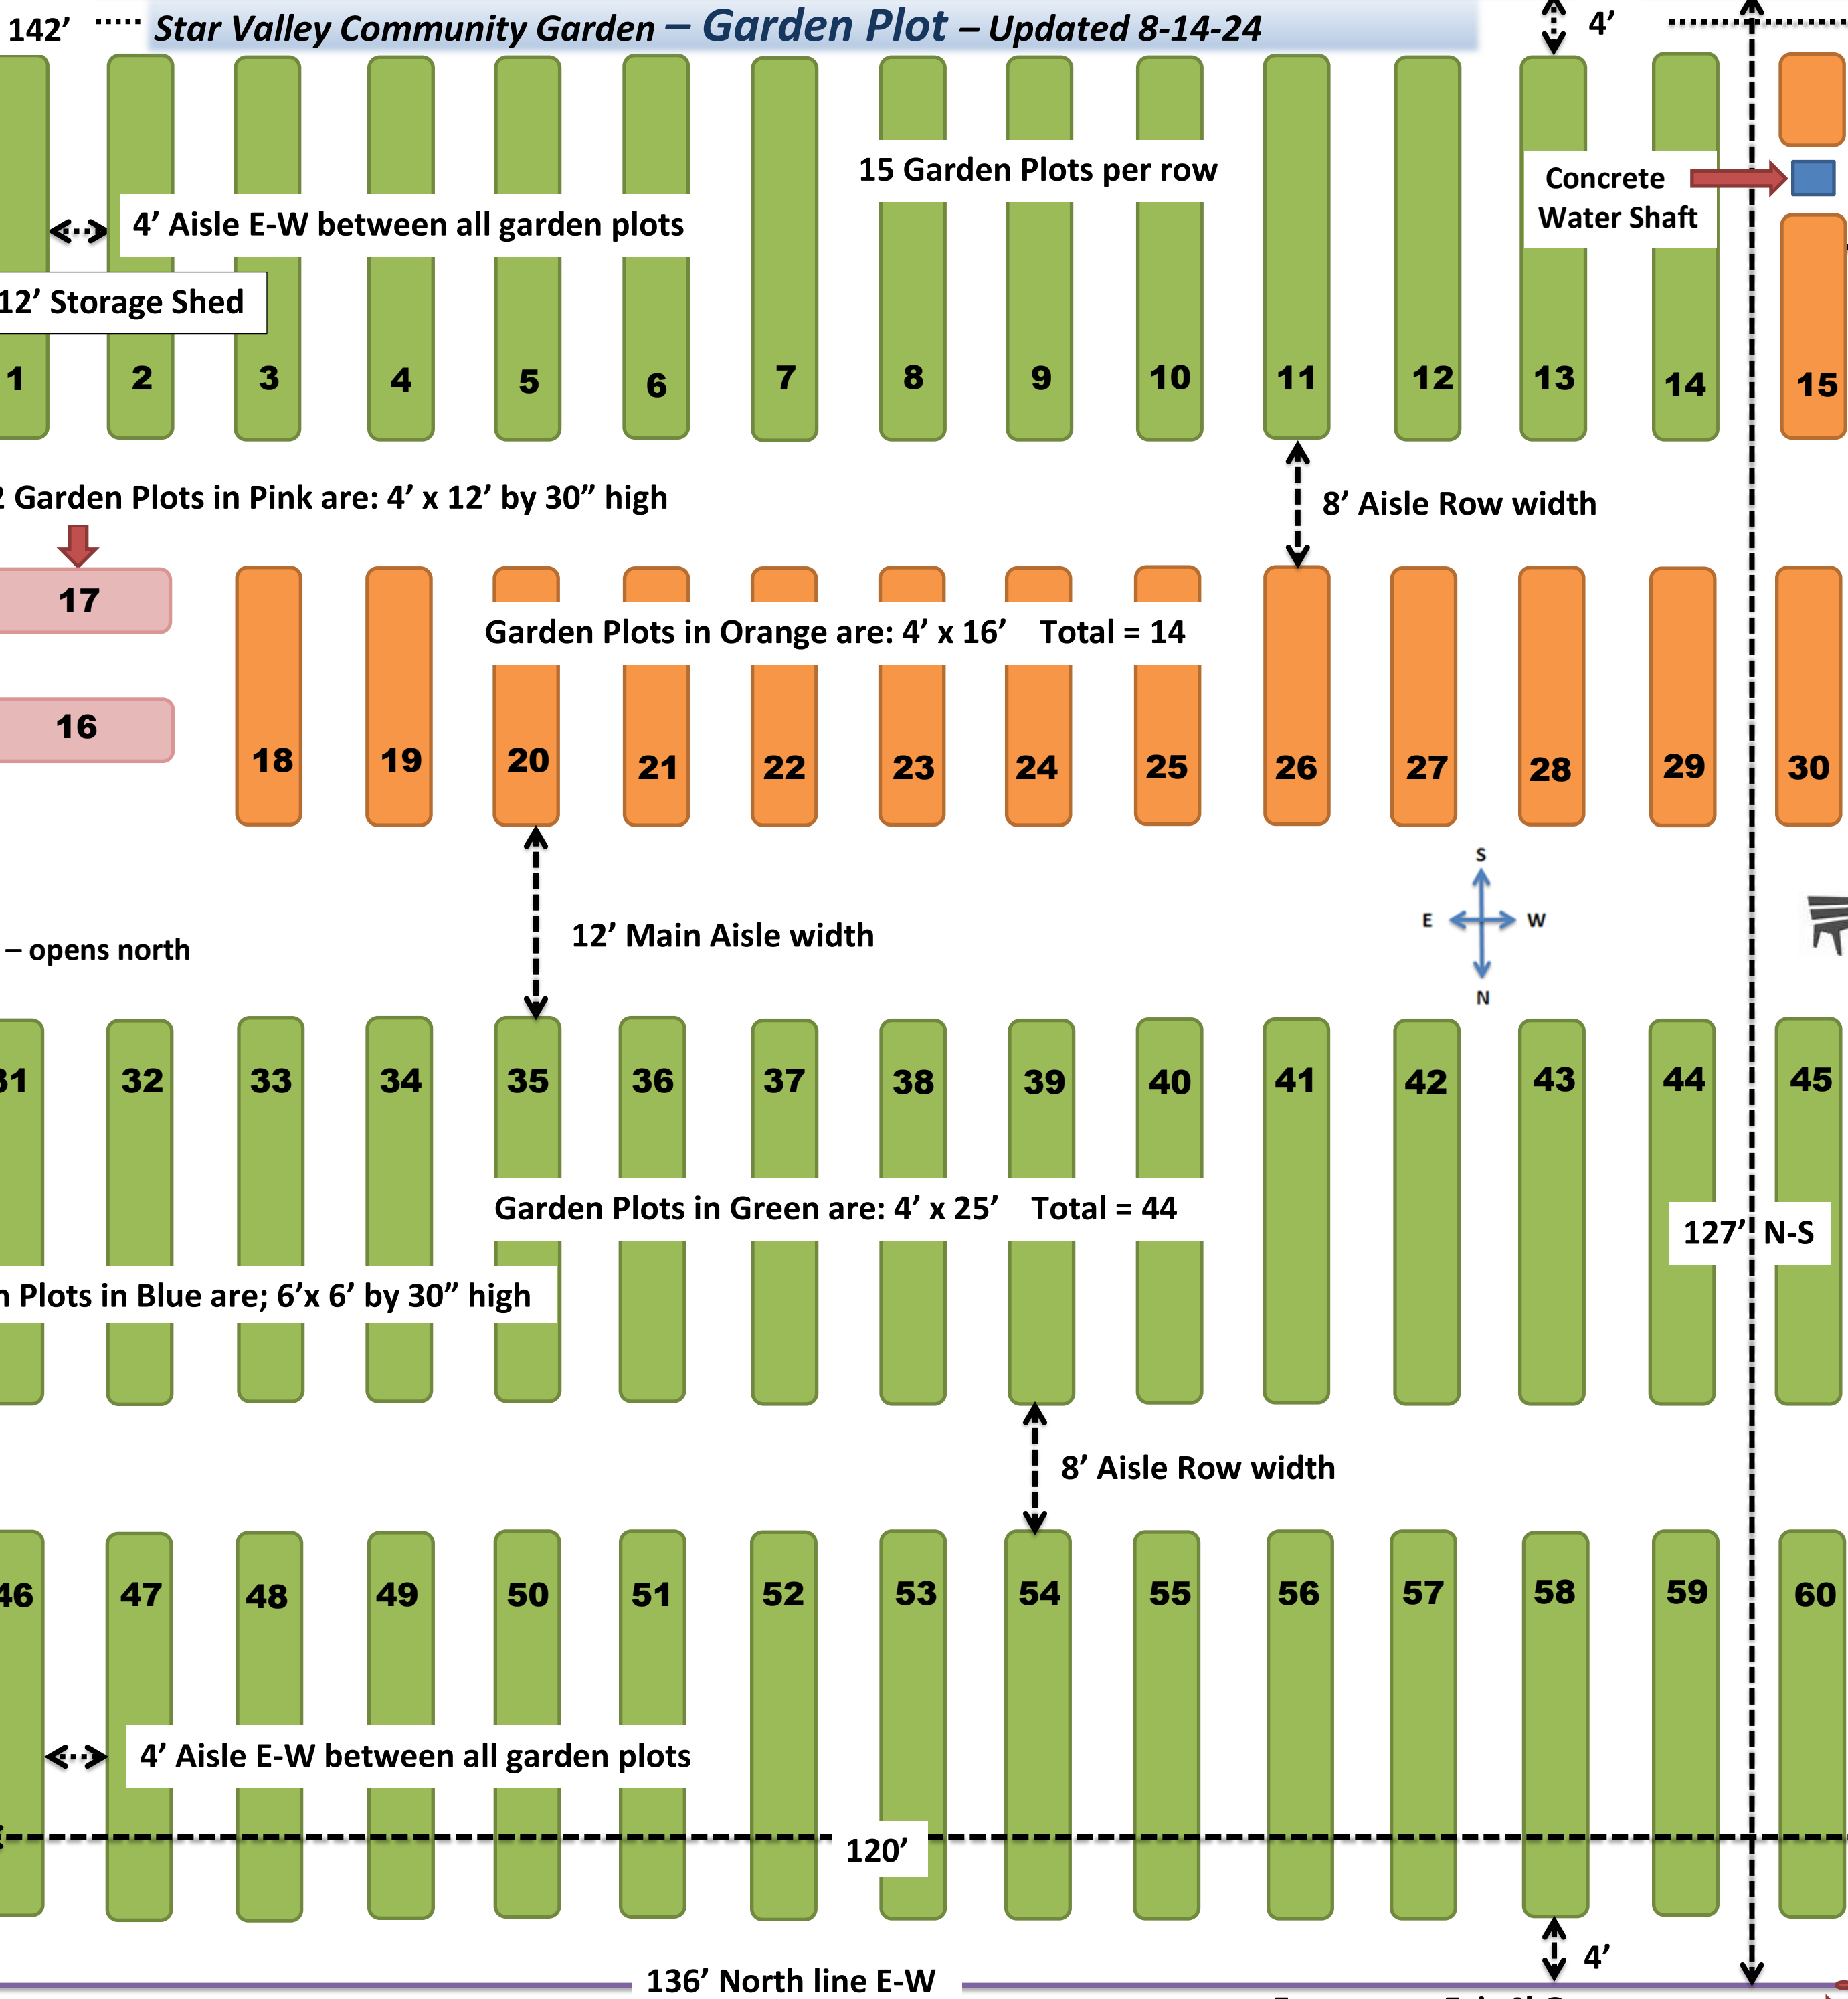 142’ ..... Star Valley Community Garden – Garden Plot – Updated 8-14-24
4’
15 Garden Plots per row
Concrete
Water Shaft
4’ Aisle E-W between all garden plots
12’ Storage Shed
1 2 3 4 5 6 7 8 9 10 11 12 13 14 15
2 Garden Plots in Pink are: 4’ x 12’ by 30” high
8’ Aisle Row width
17
Garden Plots in Orange are: 4’ x 16’ Total = 14
16
18 19 20 21 22 23 24 25 26 27 28 29 30
S
E W
N
12’ Main Aisle width
– opens north
31 32 33 34 35 36 37 38 39 40 41 42 43 44 45
Garden Plots in Green are: 4’ x 25’ Total = 44
127’ N-S
Plots in Blue are; 6’x 6’ by 30” high
8’ Aisle Row width
46 47 48 49 50 51 52 53 54 55 56 57 58 59 60
4’ Aisle E-W between all garden plots
120’
4’
136’ North line E-W